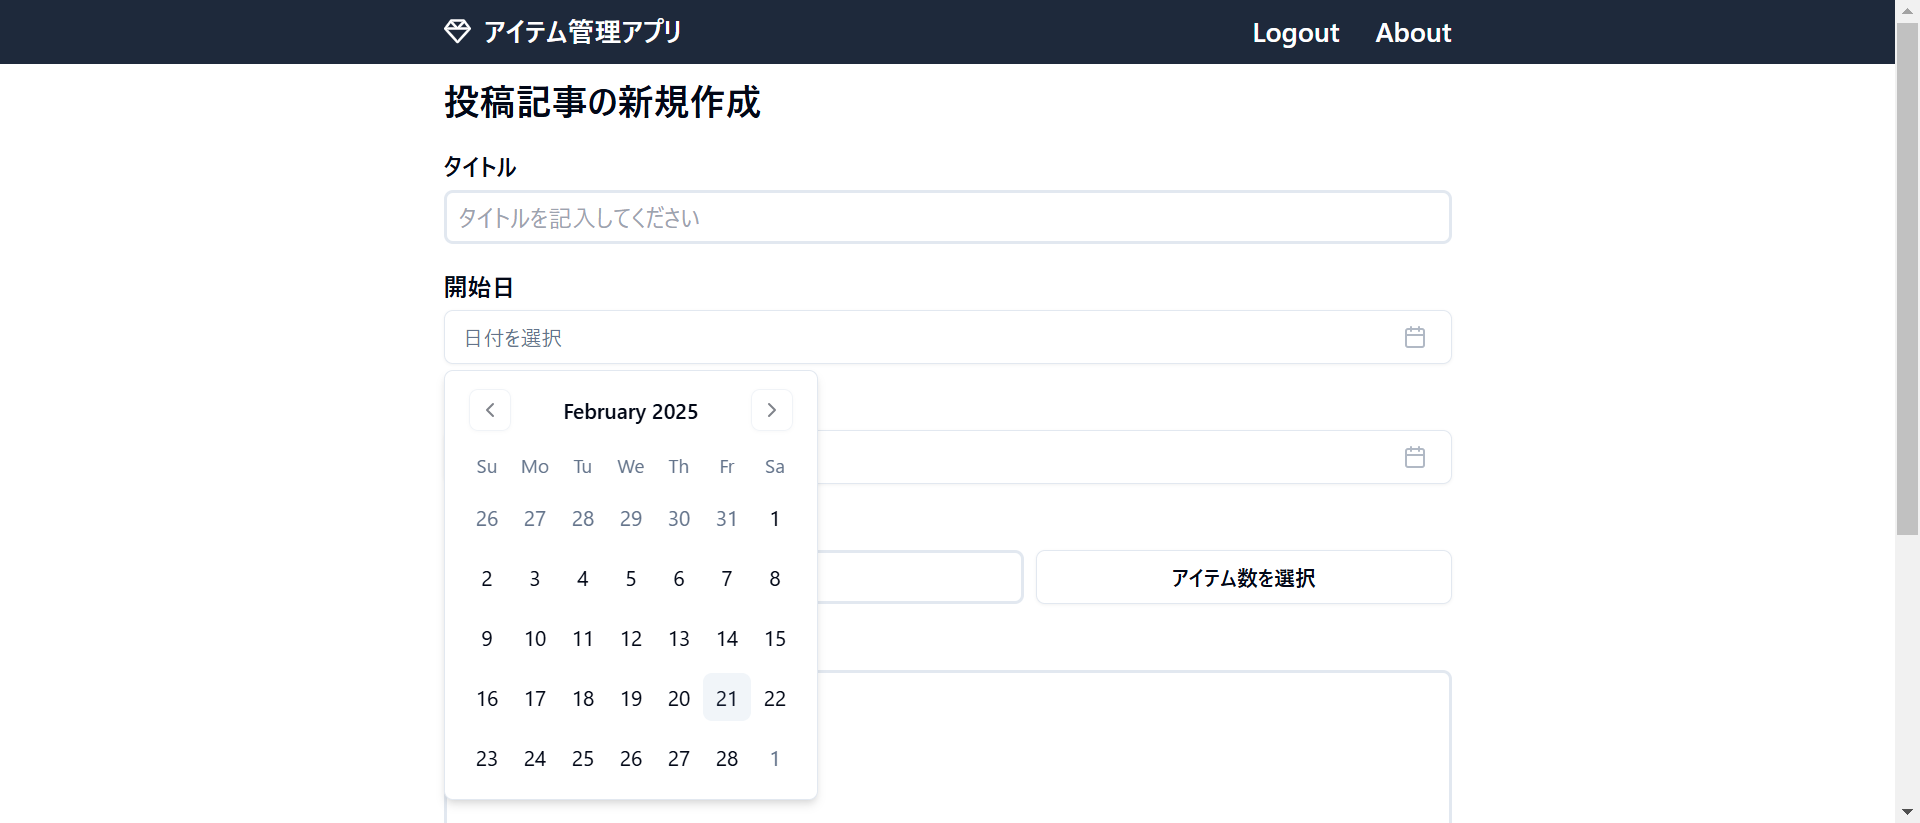 アイテム管理アプリ Logout About
投稿記事の新規作成
タイトル
タイトルを記入してください
開始日
日付を選択
February 2025
Su Mo Tu We Th Fr Sa
26 27 28 29 30 31 1
2 3 4 5 6 7 8
アイテム数を選択
9 10 11 12 13 14 15
16 17 18 19 20 21 22
23 24 25 26 27 28 1